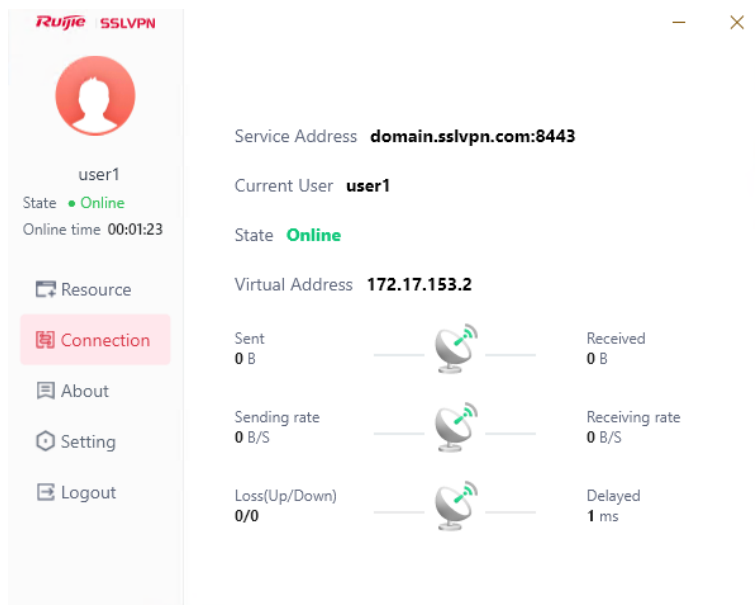 Ruijie SSLVPN
user1
State Online
Online time 00:01:23
Resource
Connection
About
Setting
Logout
Service Address domain.sslvpn.com:8443
Current User user1
State Online
Virtual Address 172.17.153.2
Sent Received
0 B 0 B
Sending rate Receiving rate
0 B/S 0 B/S
Loss(Up/Down) Delayed
0/0 1 ms